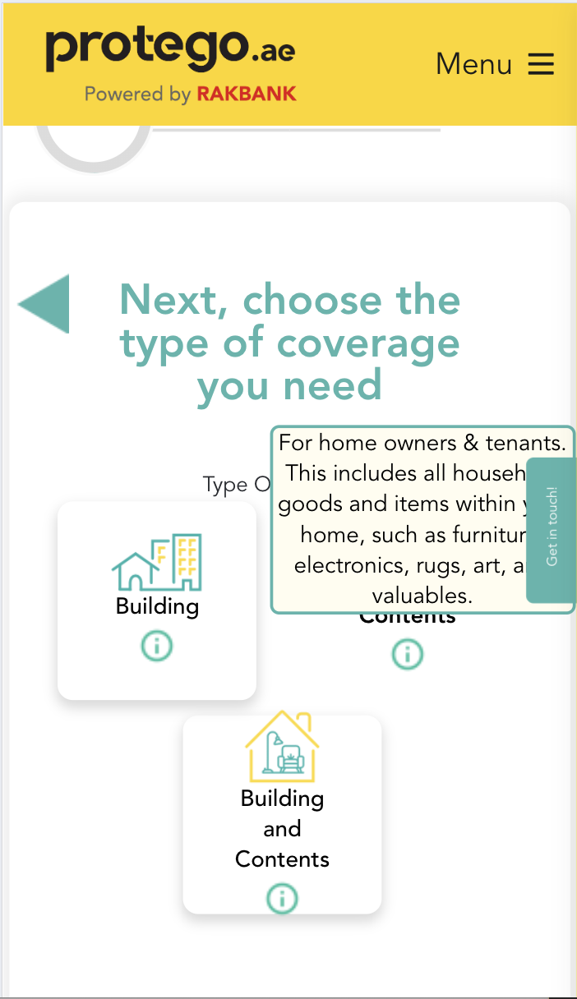 protego.ae
Powered by RAKBANK
Menu
Next, choose the
type of coverage
you need
Type O
For home owners & tenants.
This includes all househ
goods and items within y
home, such as furnitur
electronics, rugs, art, a
valuables.
Get in touch!
Building
Contents
Building
and
Contents